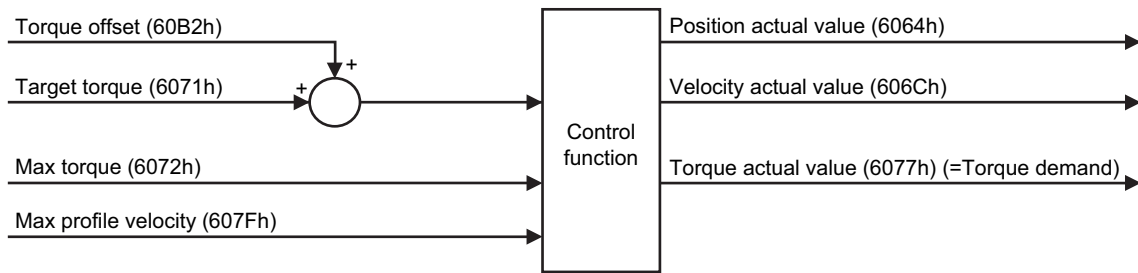 Torque offset (60B2h)
+
Target torque (6071h)
+
Max torque (6072h)
Max profile velocity (607Fh)
Control
function
Position actual value (6064h)
Velocity actual value (606Ch)
Torque actual value (6077h) (=Torque demand)